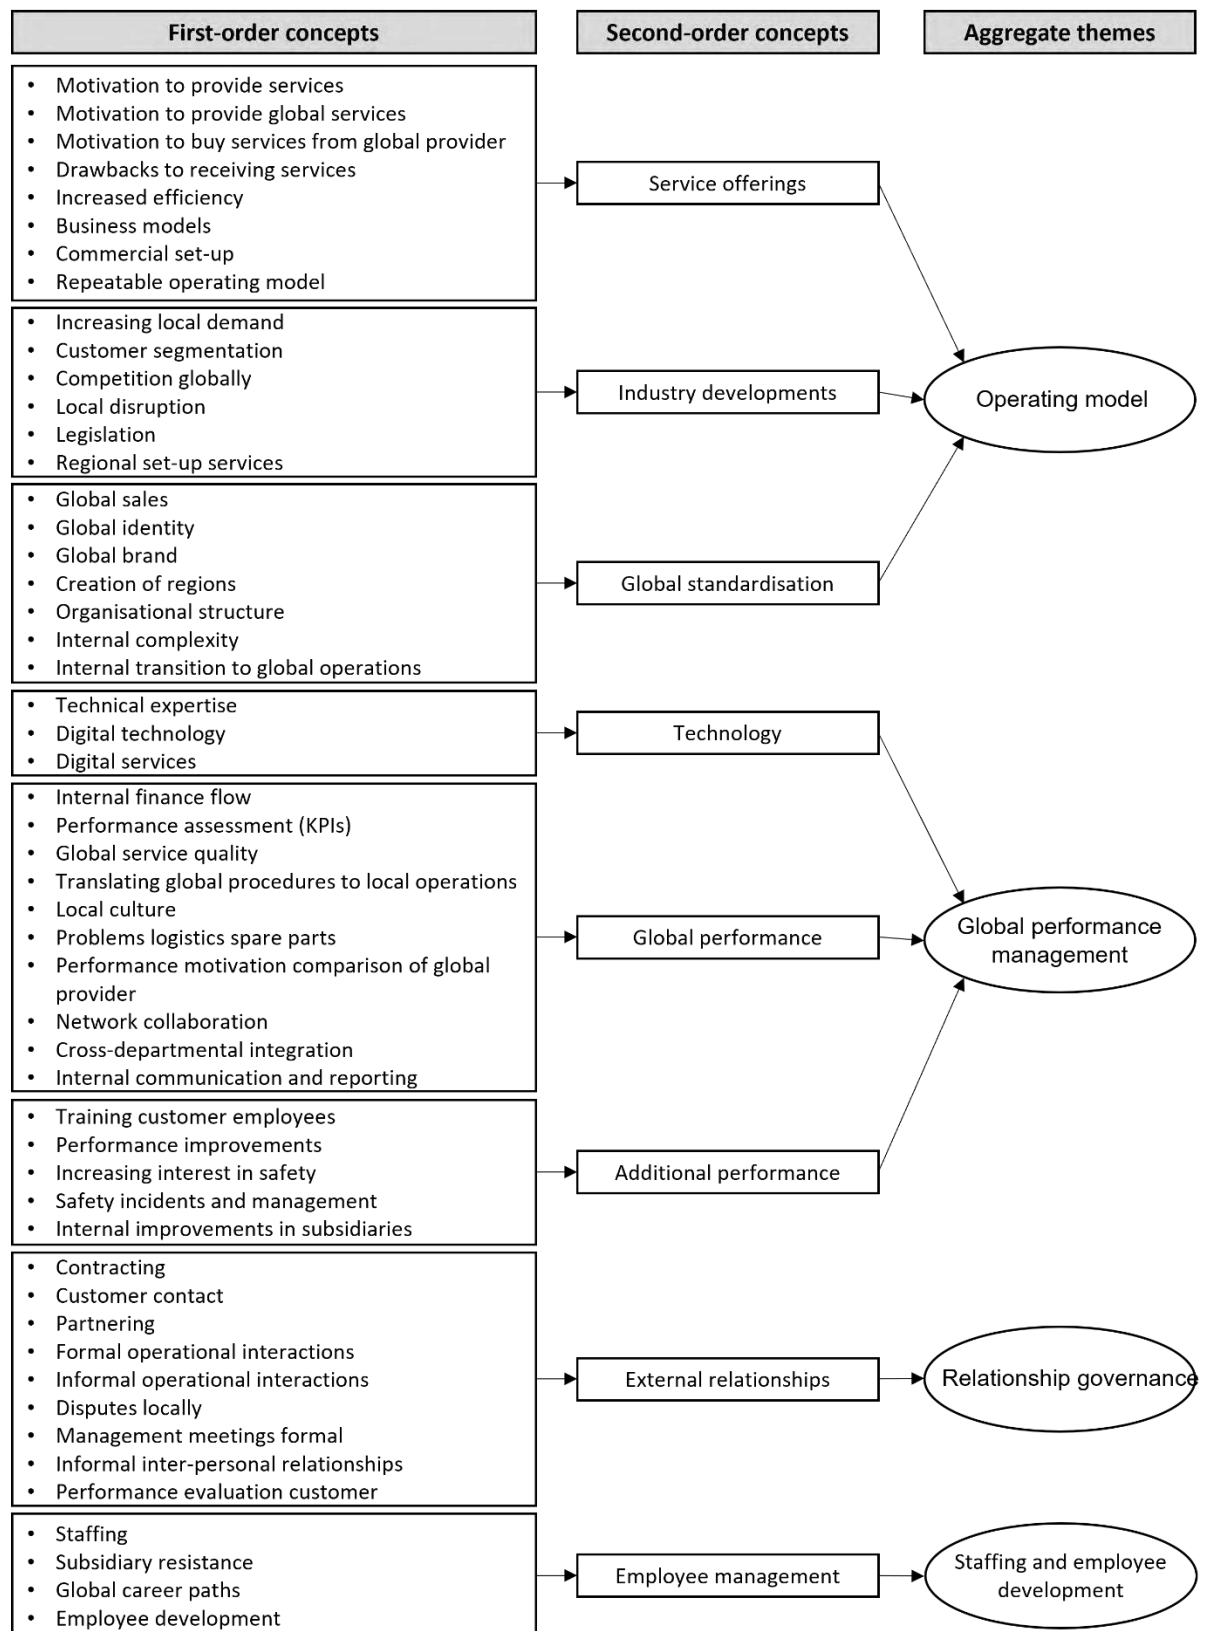 First-order concepts
Second-order concepts
Aggregate themes
• Motivation to provide services
• Motivation to provide global services
• Motivation to buy services from global provider
• Drawbacks to receiving services
• Increased efficiency
• Business models
• Commercial set-up
• Repeatable operating model
Service offerings
• Increasing local demand
• Customer segmentation
• Competition globally
• Local disruption
• Legislation
• Regional set-up services
Industry developments
Operating model
• Global sales
• Global identity
• Global brand
• Creation of regions
• Organisational structure
• Internal complexity
• Internal transition to global operations
Global standardisation
• Technical expertise
• Digital technology
• Digital services
Technology
• Internal finance flow
• Performance assessment (KPIs)
• Global service quality
• Translating global procedures to local operations
• Local culture
• Problems logistics spare parts
• Performance motivation comparison of global
provider
• Network collaboration
• Cross-departmental integration
• Internal communication and reporting
Global performance
Global performance
management
• Training customer employees
• Performance improvements
• Increasing interest in safety
• Safety incidents and management
• Internal improvements in subsidiaries
Additional performance
• Contracting
• Customer contact
• Partnering
• Formal operational interactions
• Informal operational interactions
• Disputes locally
• Management meetings formal
• Informal inter-personal relationships
• Performance evaluation customer
External relationships
Relationship governance
• Staffing
• Subsidiary resistance
• Global career paths
• Employee development
Employee management
Staffing and employee
development